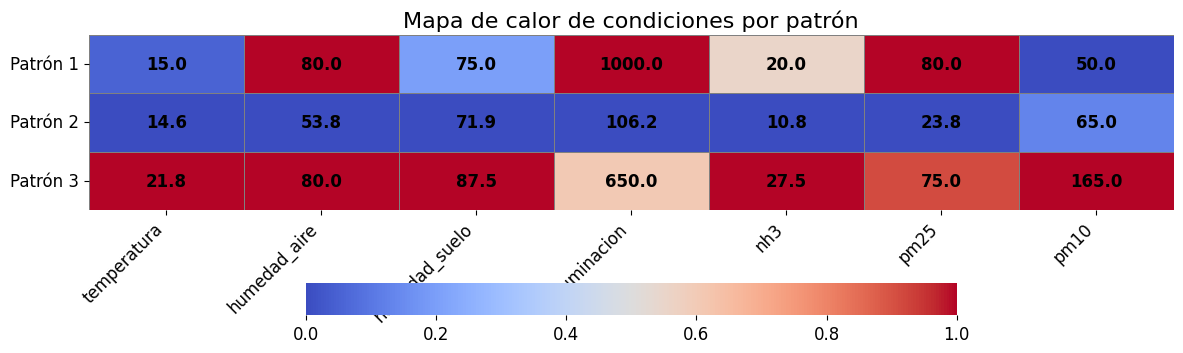 Mapa de calor de condiciones por patrón
Patrón 1 15.0 80.0 75.0 1000.0 20.0 80.0 50.0
Patrón 2 14.6 53.8 71.9 106.2 10.8 23.8 65.0
Patrón 3 21.8 80.0 87.5 650.0 27.5 75.0 165.0
temperatura humedad_aire dad_suelo uminacion nh3 pm25 pm10
0.0 0.2 0.4 0.6 0.8 1.0